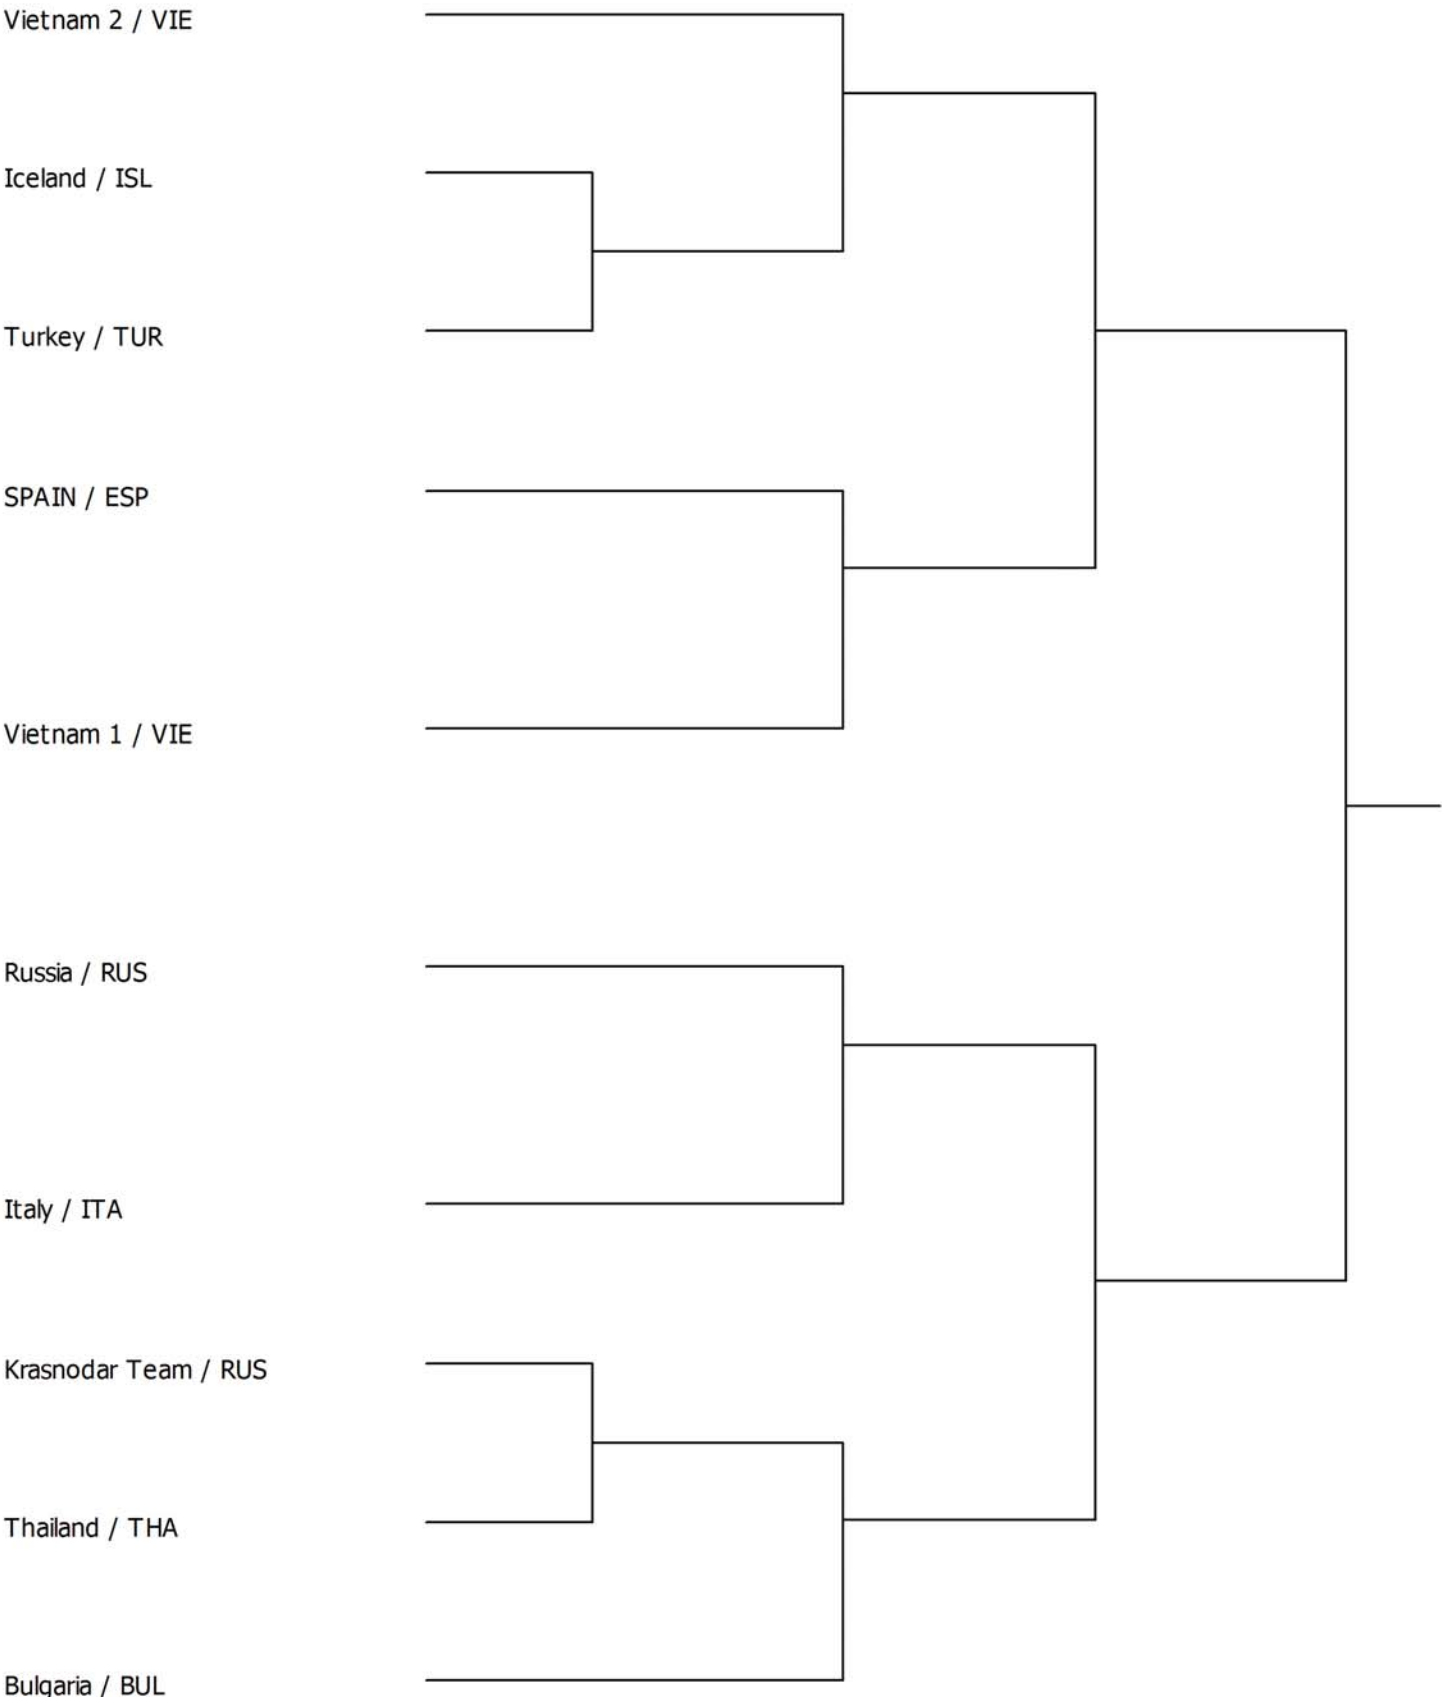 Vietnam 2 / VIE
Iceland / ISL
Turkey / TUR
SPAIN / ESP
Vietnam 1 / VIE
Russia / RUS
Italy / ITA
Krasnodar Team / RUS
Thailand / THA
Bulgaria / BUL